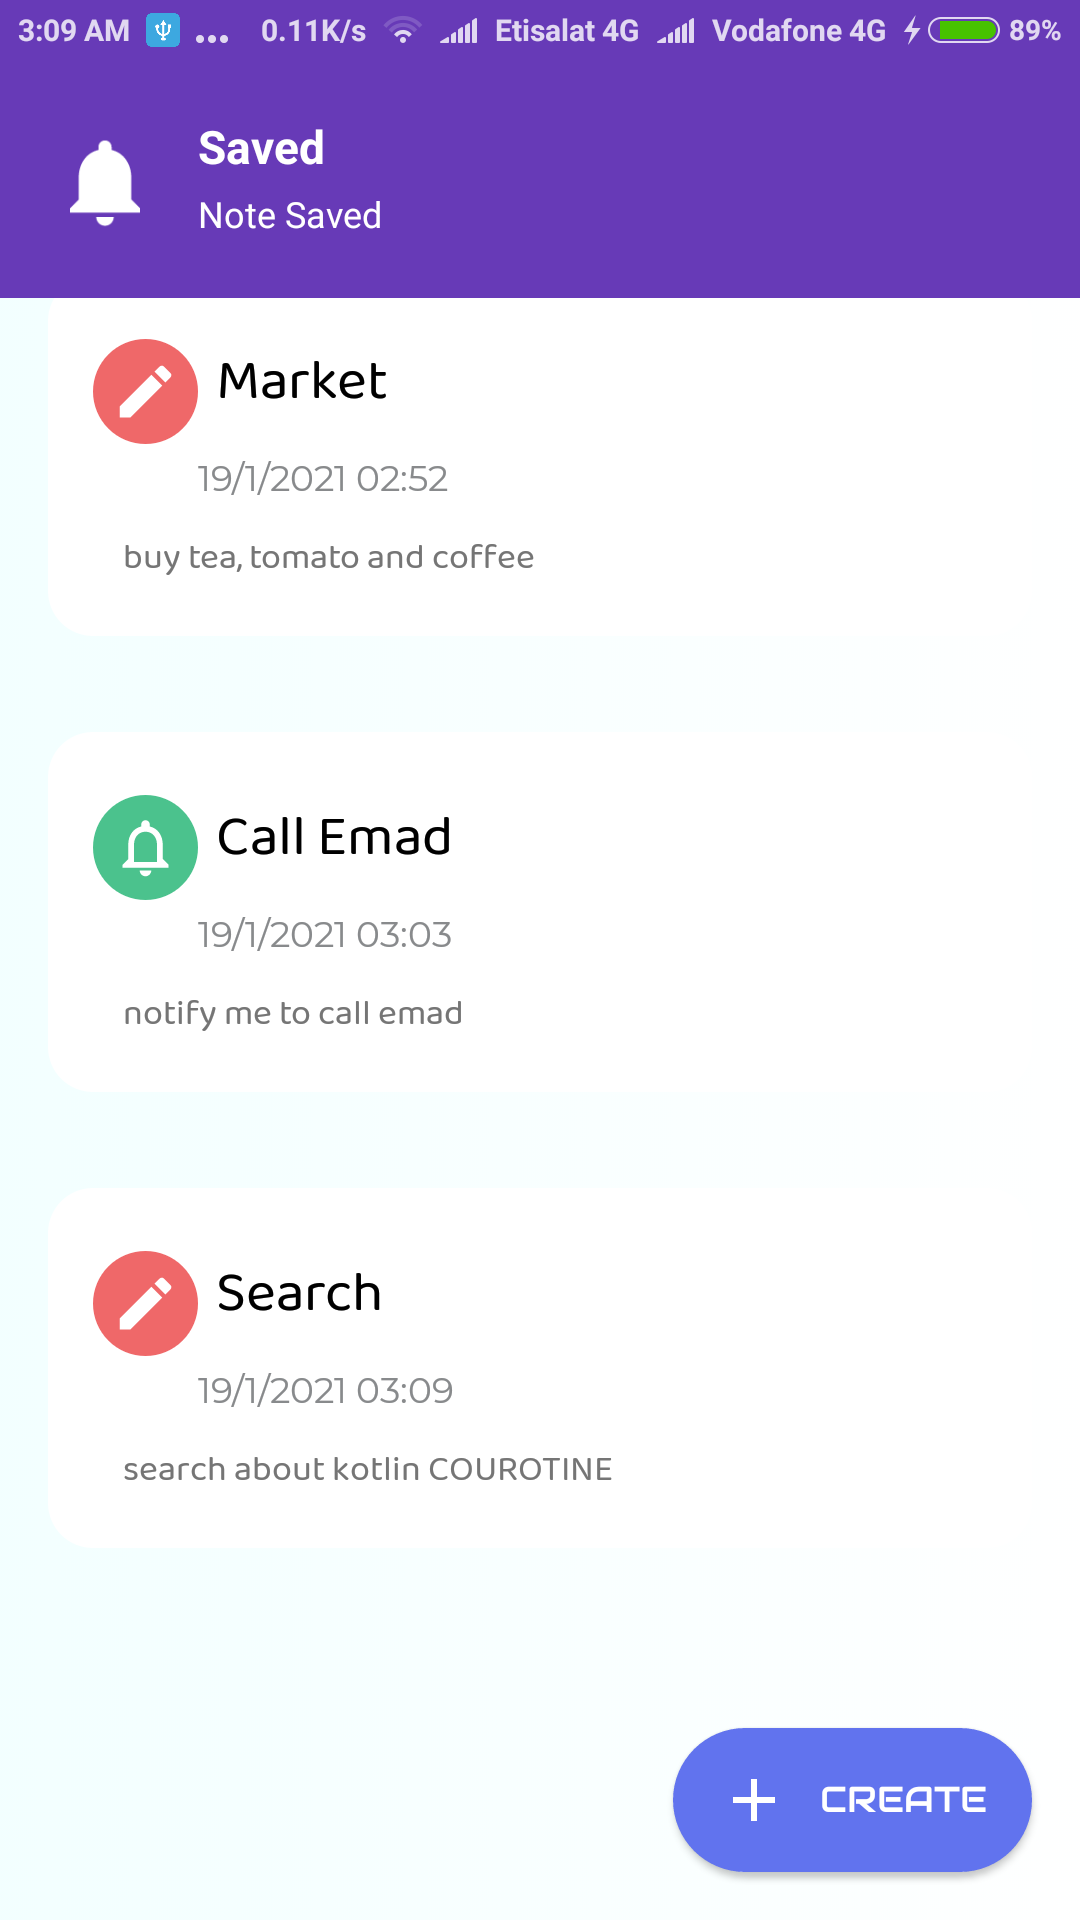 3:09 AM ... 0.11K/s Etisalat 4G Vodafone 4G 89%
Saved
Note Saved
Market
19/1/2021 02:52
buy tea, tomato and coffee
Call Emad
19/1/2021 03:03
notify me to call emad
Search
19/1/2021 03:09
search about kotlin COUROTINE
CREATE